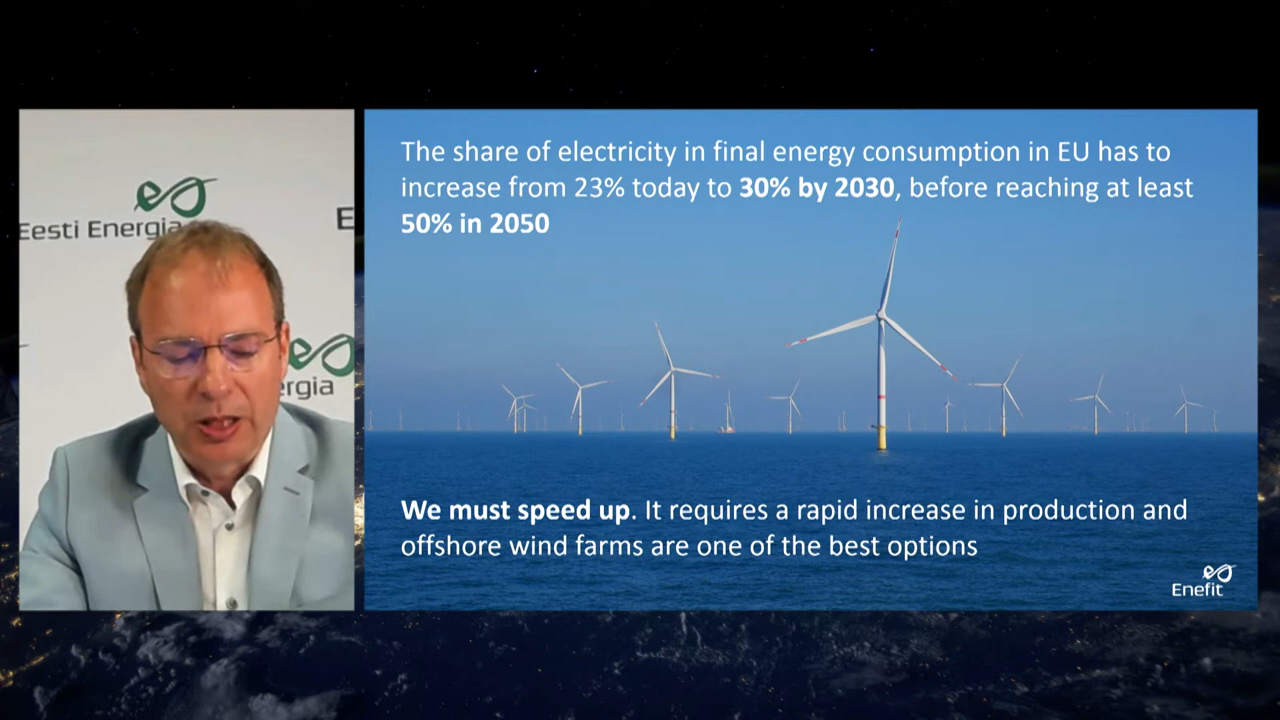 Eesti Energia
E
ergia
The share of electricity in final energy consumption in EU has to
increase from 23% today to 30% by 2030, before reaching at least
50% in 2050
We must speed up. It requires a rapid increase in production and
offshore wind farms are one of the best options
Enefit